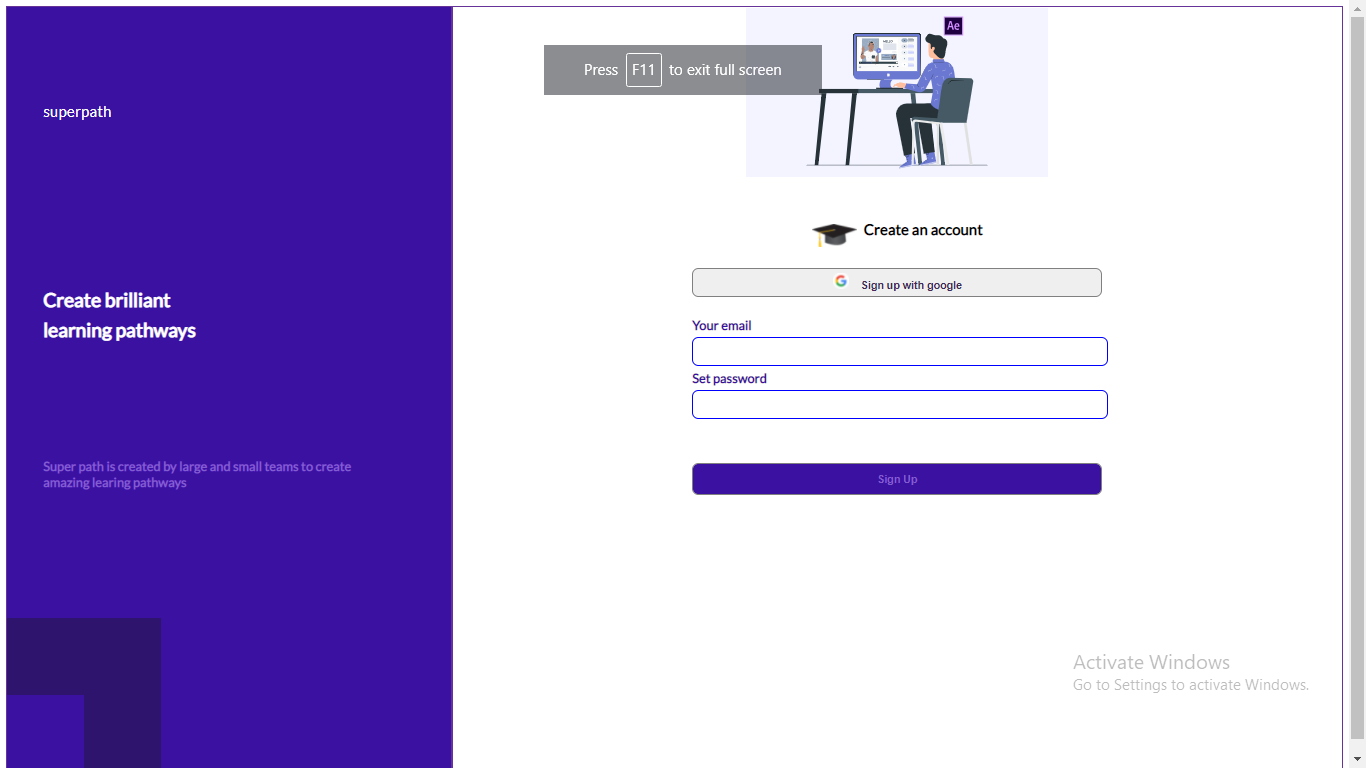 Ae
HELLO
Press F11 to exit full screen
superpath
Create an account
Sign up with google
Create brilliant
learning pathways
Your email
Set password
Super path is created by large and small teams to create
amazing learing pathways
Sign Up
Activate Windows
Go to Settings to activate Windows.